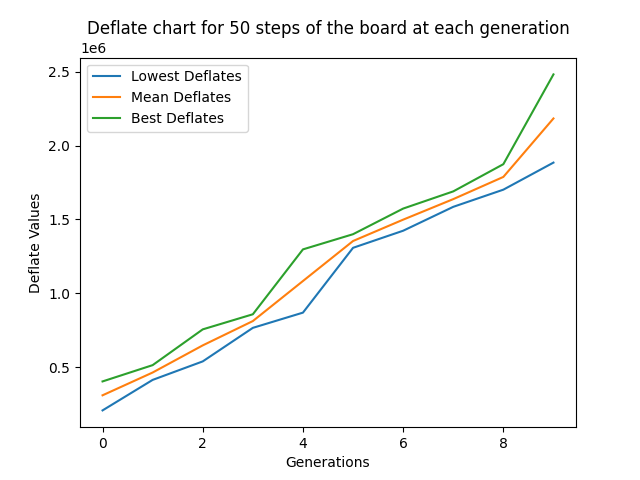 Deflate chart for 50 steps of the board at each generation
1e6
2.5
2.0
1.5
1.0
0.5
Deflate Values
Lowest Deflates
Mean Deflates
Best Deflates
0 2 4 6 8
Generations